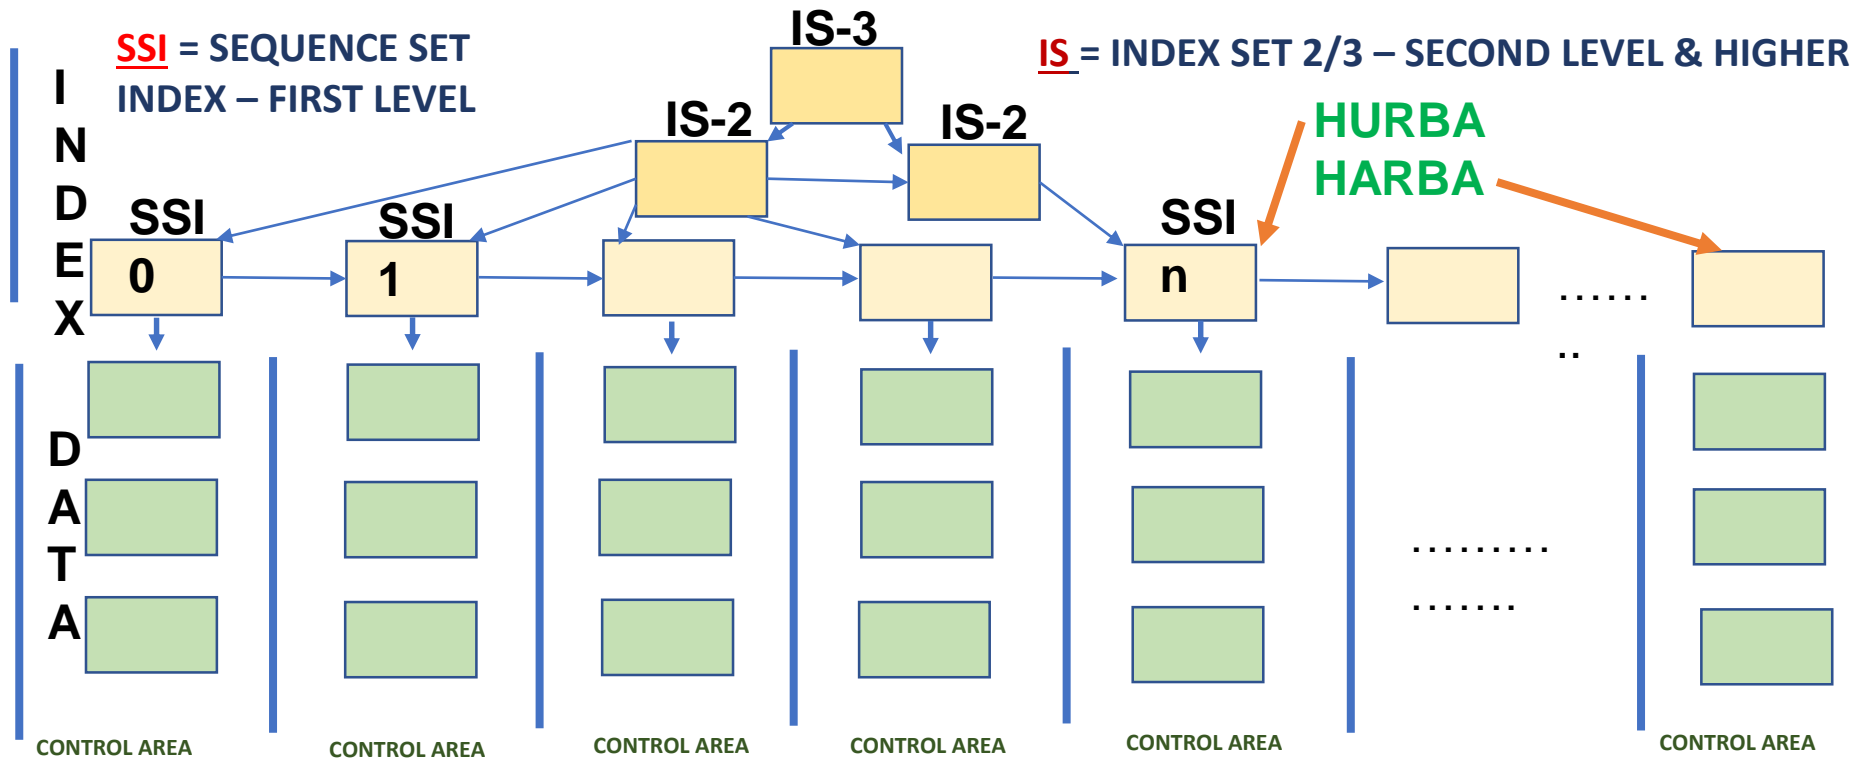 IS-3
SSI = SEQUENCE SET
INDEX – FIRST LEVEL
IS = INDEX SET 2/3 – SECOND LEVEL & HIGHER
I
N
D
E
X
IS-2
IS-2
HURBA
HARBA
SSI
SSI
SSI
0
1
n
......
..
D
A
T
A
.........
.......
CONTROL AREA
CONTROL AREA
CONTROL AREA
CONTROL AREA
CONTROL AREA
CONTROL AREA